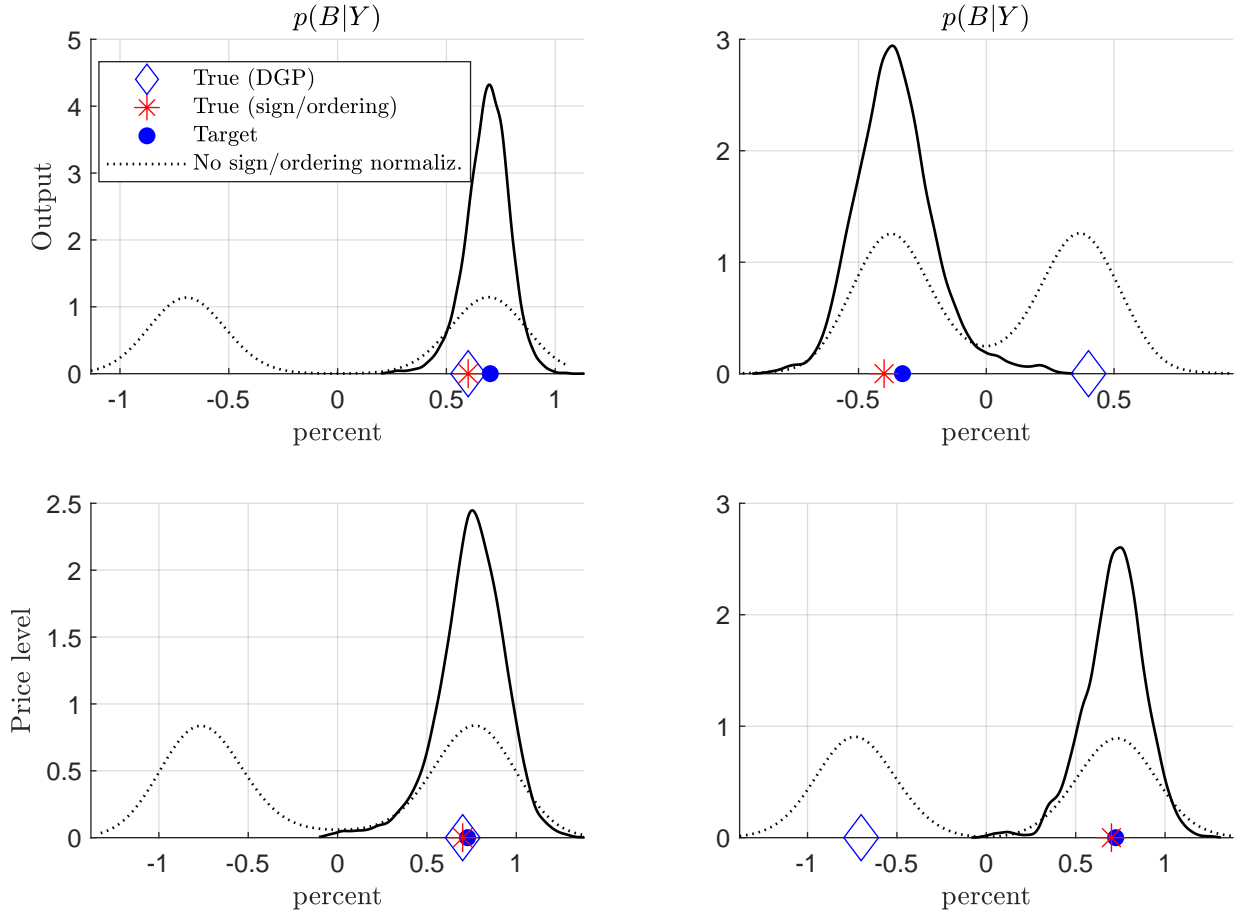 p(B|Y)
5
4
3
2
1
0
True (DGP)
True (sign/ordering)
Target
No sign/ordering normaliz.
Output
-1 -0.5 0 0.5 1
percent
p(B|Y)
3
2
1
0
-0.5 0 0.5
percent
2.5
2
1.5
1
0.5
0
Price level
-1 -0.5 0 0.5 1
percent
3
2
1
0
-1 -0.5 0 0.5 1
percent